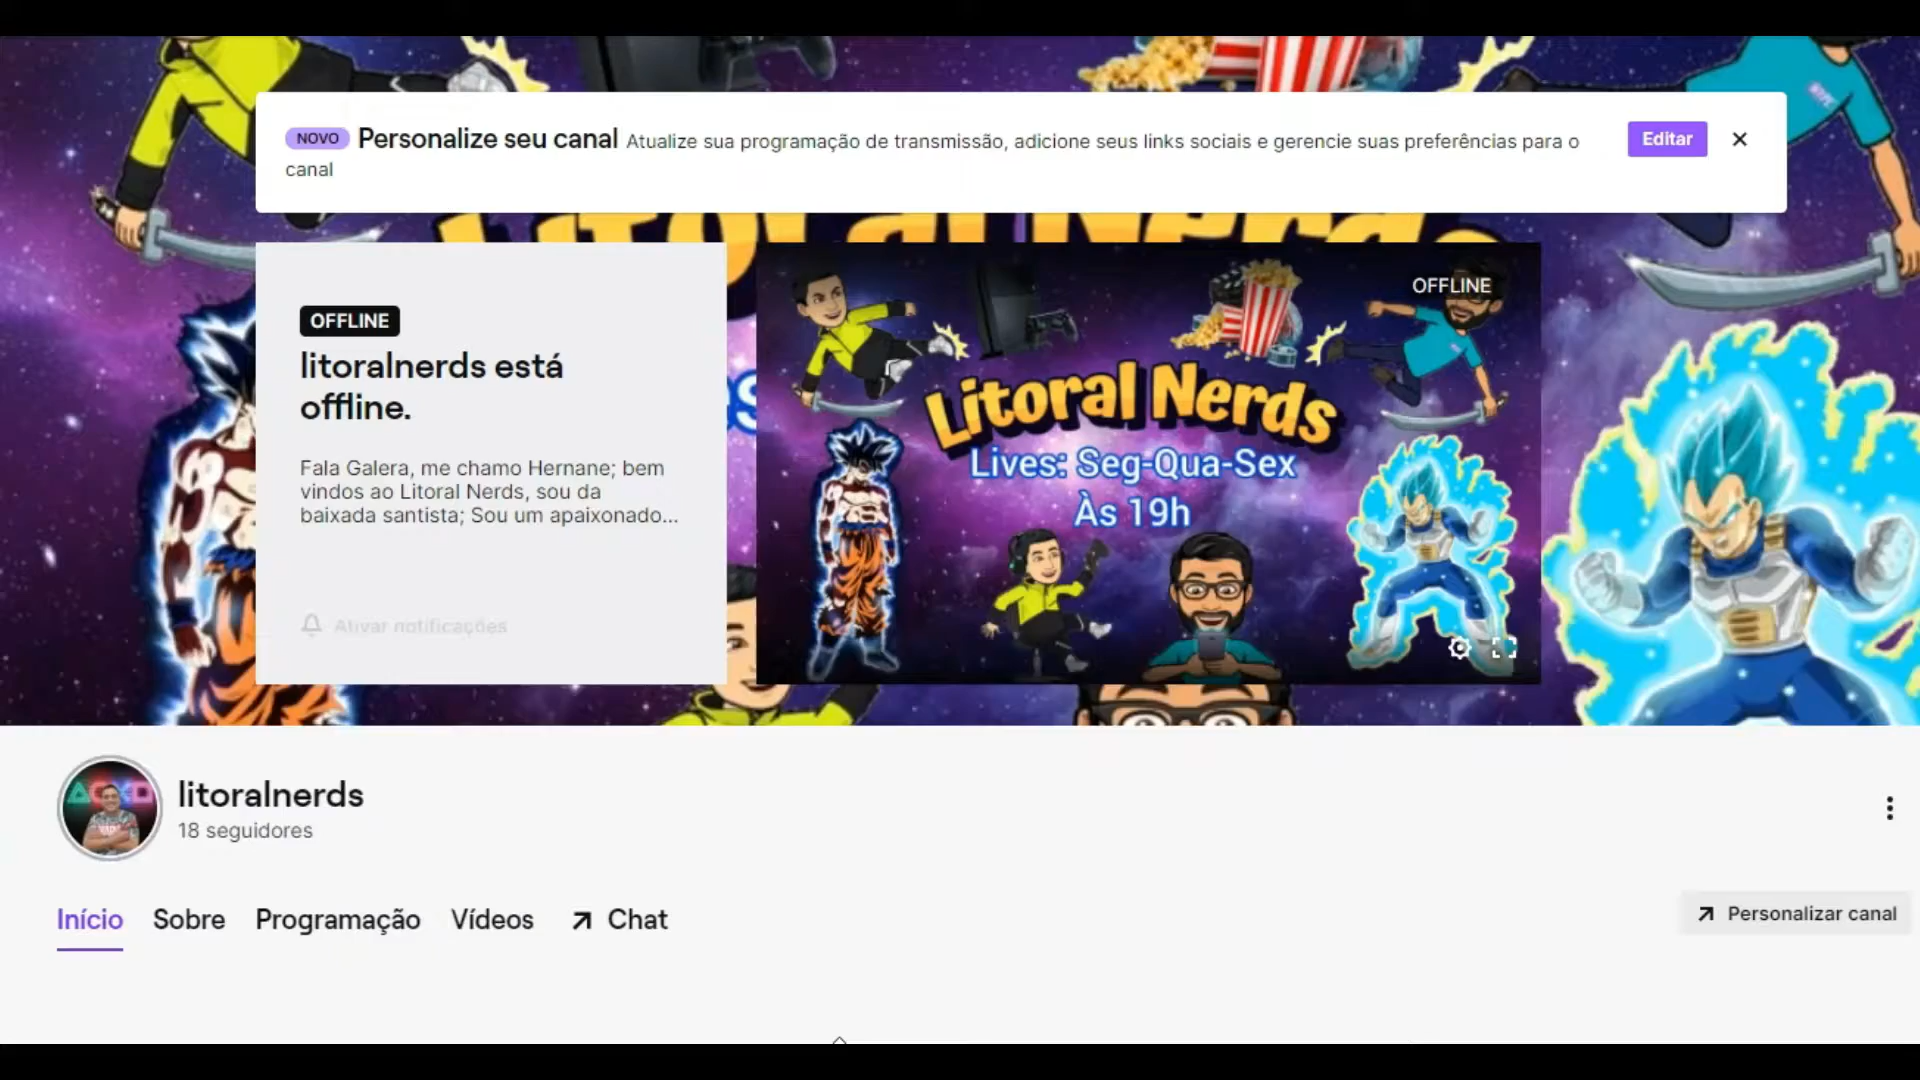 NOVO Personalize seu canal Atualize sua programação de transmissão, adicione seus links sociais e gerencie suas preferências para o
canal
Editar
OFFLINE
litoralnerds está
offline.
Fala Galera, me chamo Hernane; bem
vindos ao Litoral Nerds, sou da
baixada santista; Sou um apaixonado...
Ativar notificações
OFFLINE
Litoral Nerds
Lives: Seg-Qua-Sex
Às 19h
litoralnerds
18 seguidores
Início Sobre Programação Vídeos Chat
Personalizar canal